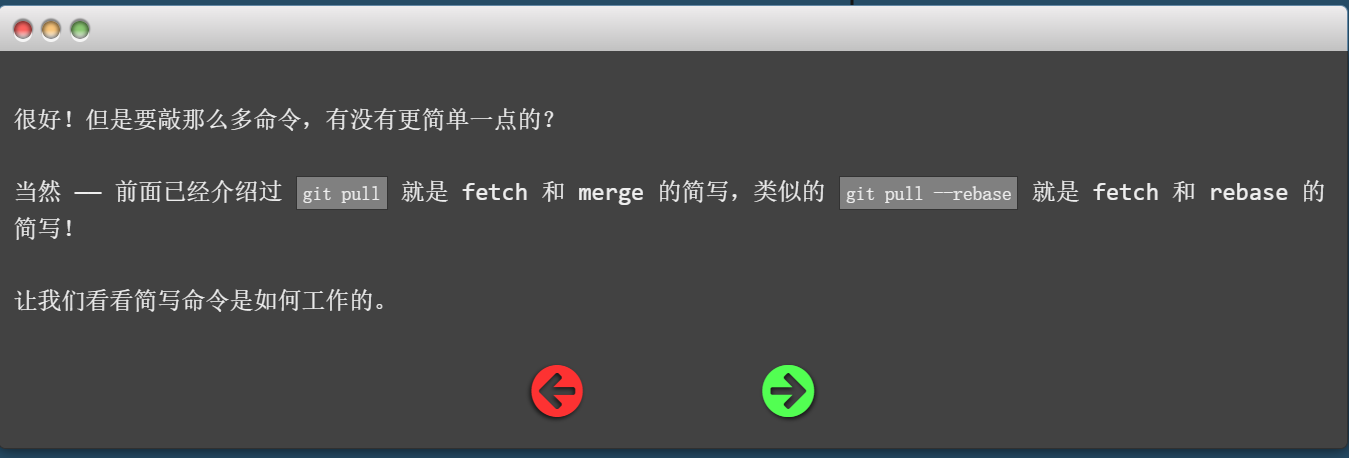 很好！但是要敲那么多命令，有没有更简单一点的？
当然 —— 前面已经介绍过 git pull 就是 fetch 和 merge 的简写，类似的 git pull --rebase 就是 fetch 和 rebase 的
简写！
让我们看看简写命令是如何工作的。